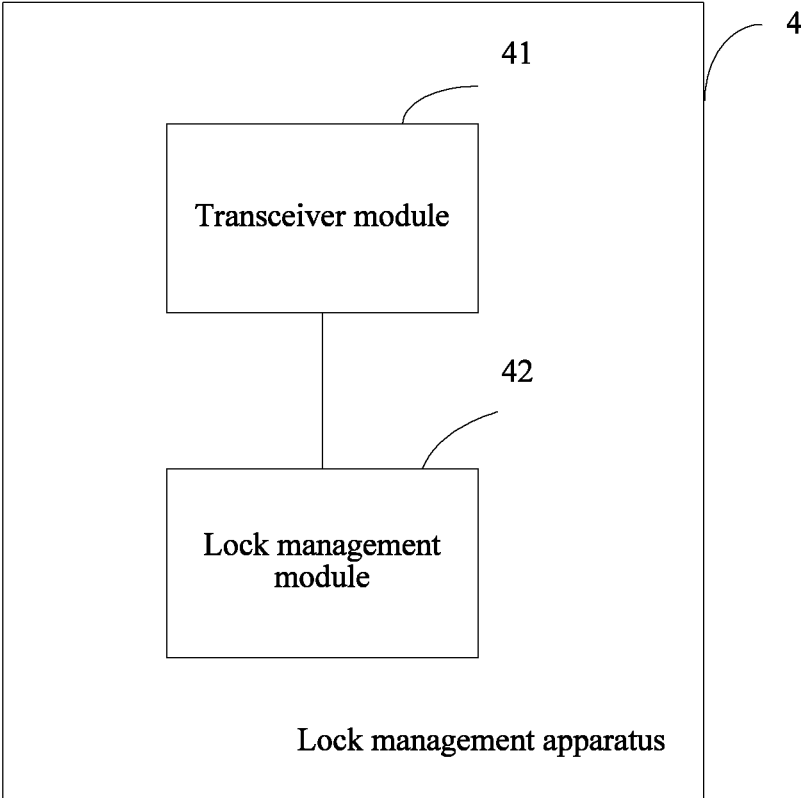 4
41
Transceiver module
42
Lock management
module
Lock management apparatus